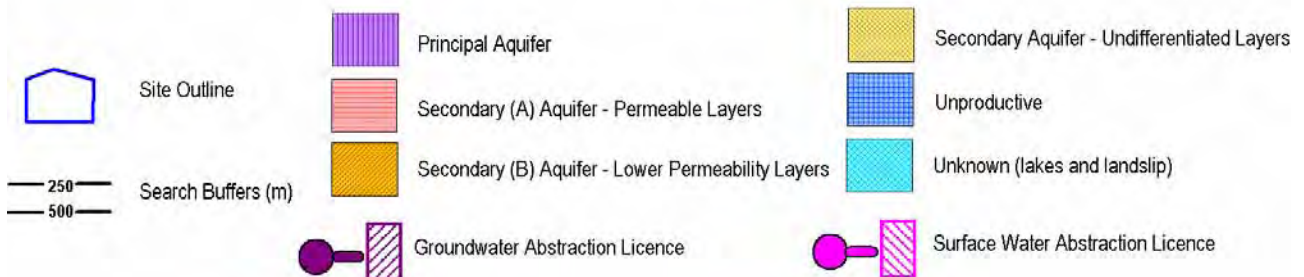 Site Outline
250
500
Search Buffers (m)
Principal Aquifer
Secondary (A) Aquifer - Permeable Layers
Secondary (B) Aquifer - Lower Permeability Layers
Groundwater Abstraction Licence
Secondary Aquifer - Undifferentiated Layers
Unproductive
Unknown (lakes and landslip)
Surface Water Abstraction Licence